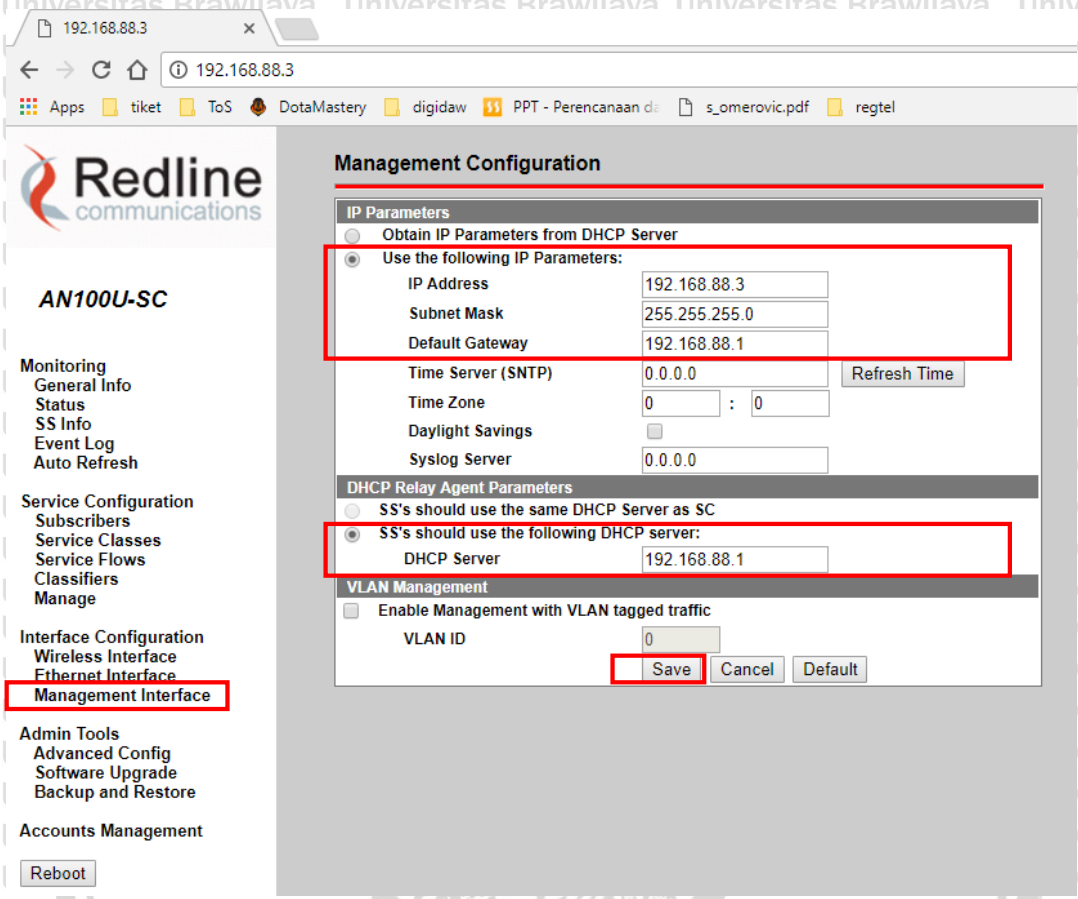 Universitas Brawijaya Universitas Brawijaya Universitas Brawijaya Univ
192.168.88.3
192.168.88.3
Apps tiket ToS DotaMastery digidaw PPT - Perencanaan da s_omerovic.pdf regtel
Redline
communications
AN100U-SC
Monitoring
General Info
Status
SS Info
Event Log
Auto Refresh
Service Configuration
Subscribers
Service Classes
Service Flows
Classifiers
Manage
Interface Configuration
Wireless Interface
Ethernet Interface
Management Interface
Admin Tools
Advanced Config
Software Upgrade
Backup and Restore
Accounts Management
Reboot
Management Configuration
IP Parameters
Obtain IP Parameters from DHCP Server
Use the following IP Parameters:
IP Address 192.168.88.3
Subnet Mask 255.255.255.0
Default Gateway 192.168.88.1
Time Server (SNTP) 0.0.0.0 Refresh Time
Time Zone 0 : 0
Daylight Savings
Syslog Server 0.0.0.0
DHCP Relay Agent Parameters
SS's should use the same DHCP Server as SC
SS's should use the following DHCP server:
DHCP Server 192.168.88.1
VLAN Management
Enable Management with VLAN tagged traffic
VLAN ID 0
Save Cancel Default